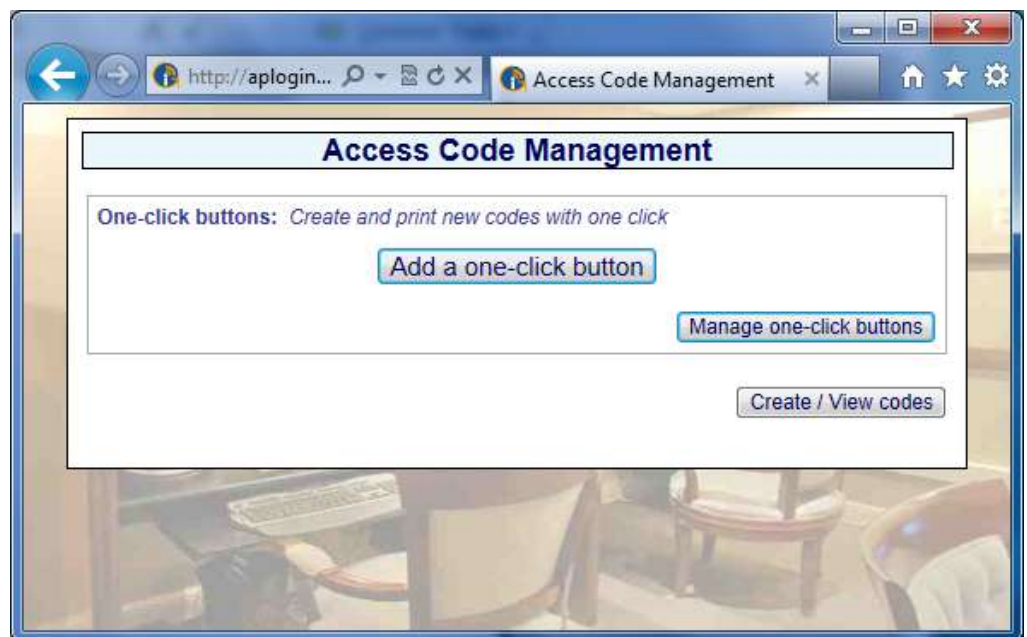 http://aplogin...
Access Code Management
Access Code Management
One-click buttons: Create and print new codes with one click
Add a one-click button
Manage one-click buttons
Create / View codes